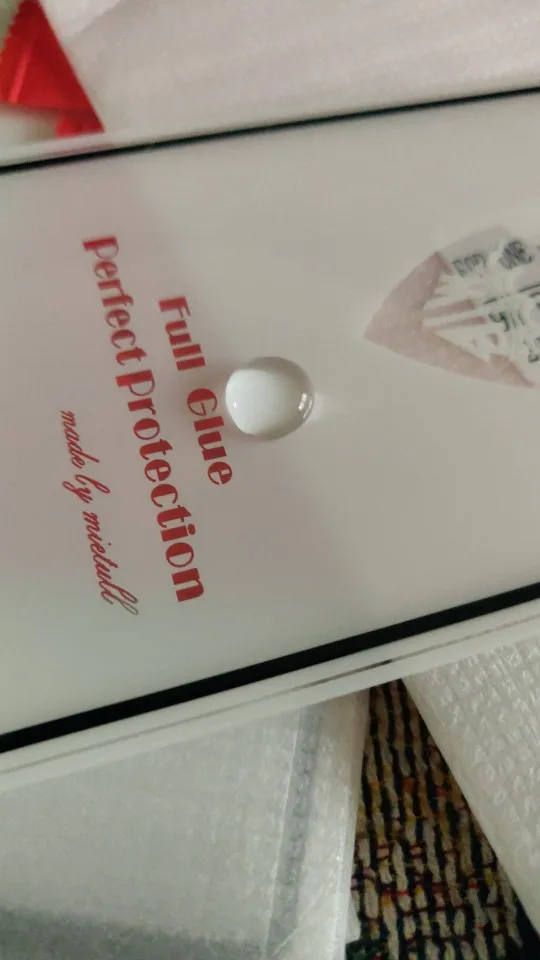 Full Glue
Perfect Protection
made by mietubl